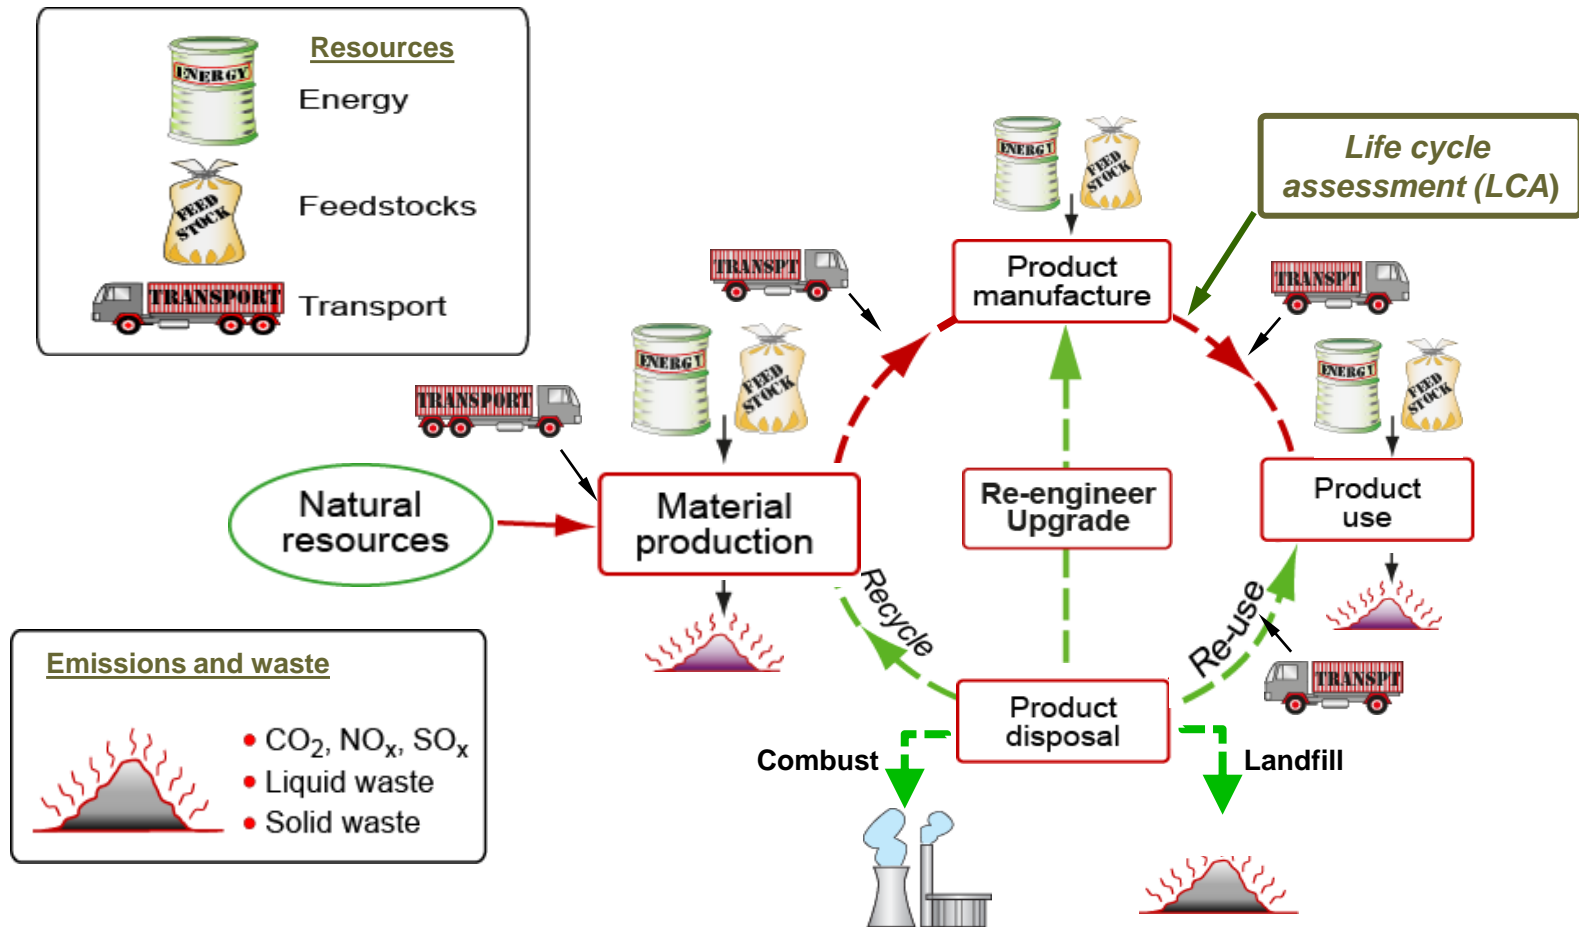 Resources
ENERGY
Energy
FEED
STOCK
Feedstocks
TRANSPORT
Transport
Life cycle
assessment (LCA)
ENERGY
FEED
STOCK
Product
manufacture
TRANSPT
TRANSPT
ENERGY
FEED
STOCK
ENERGY
FEED
STOCK
TRANSPORT
Natural
resources
Material
production
Re-engineer
Upgrade
Product
use
Recycle
Re-use
TRANSPT
Product
disposal
Combust
Landfill
Emissions and waste
• CO₂, NOₓ, SOₓ
• Liquid waste
• Solid waste